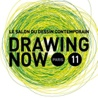 LE SALON DU DESSIN CONTEMPORAIN
DRAWING
NOW PARIS 11